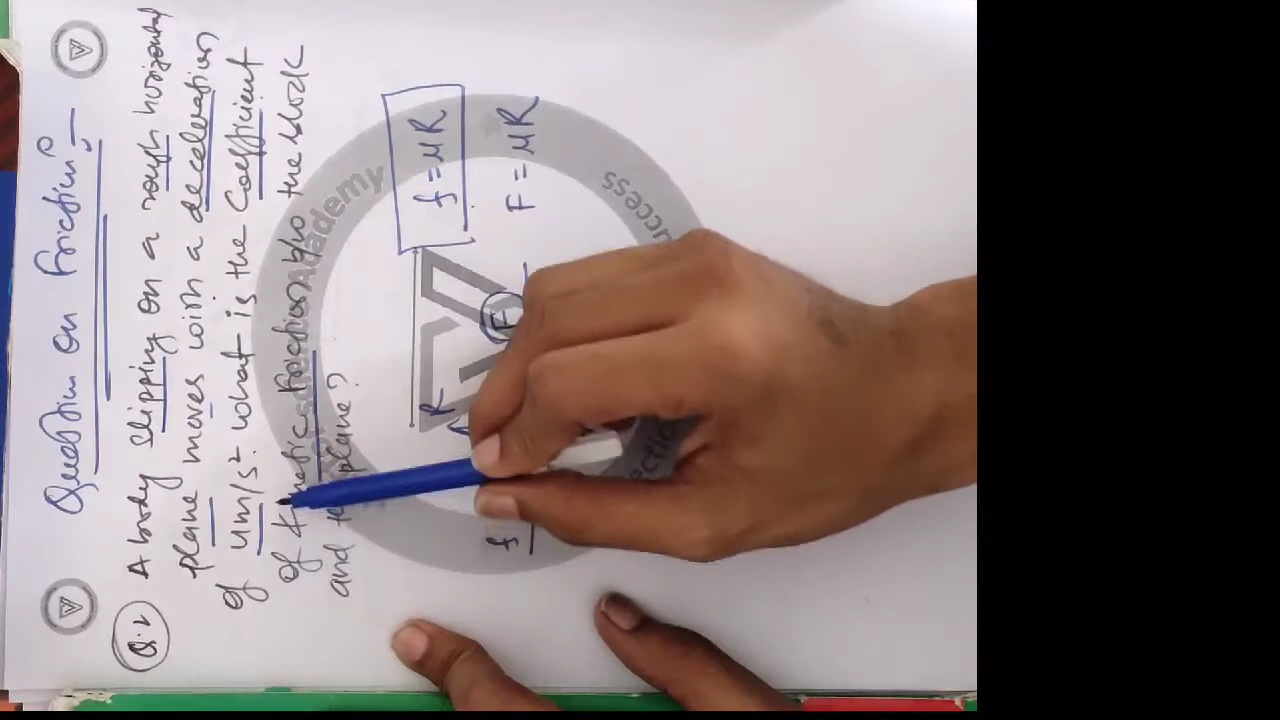 Question on friction:-
Q.2 A body slipping on a rough horizontal
plane moves with a deceleration
of 4m/s². what is the Coefficient
of kinetic friction b/w the block
and the plane?
f = μR
R
F = μR
F
f